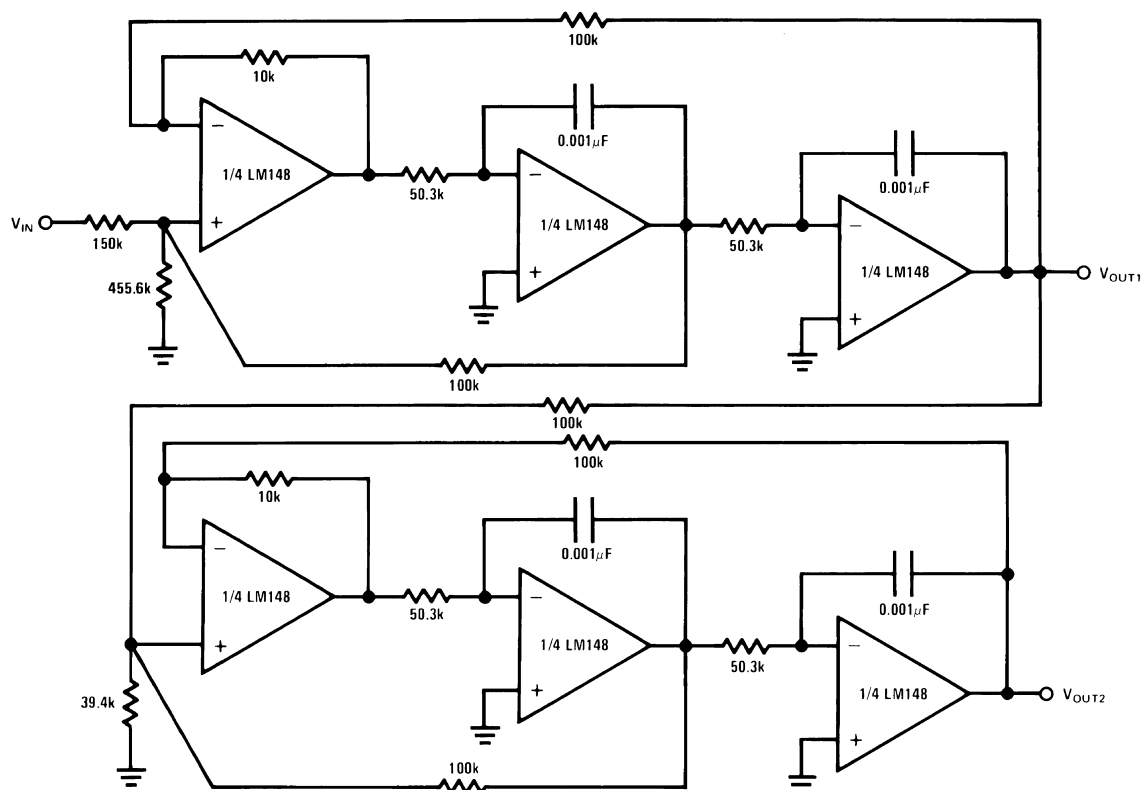 100k
10k
−
1/4 LM148
+
0.001μF
50.3k
−
1/4 LM148
+
0.001μF
50.3k
−
1/4 LM148
+
VIN
150k
455.6k
VOUT1
100k
100k
100k
10k
−
1/4 LM148
+
0.001μF
50.3k
−
1/4 LM148
+
0.001μF
50.3k
−
1/4 LM148
+
39.4k
VOUT2
100k